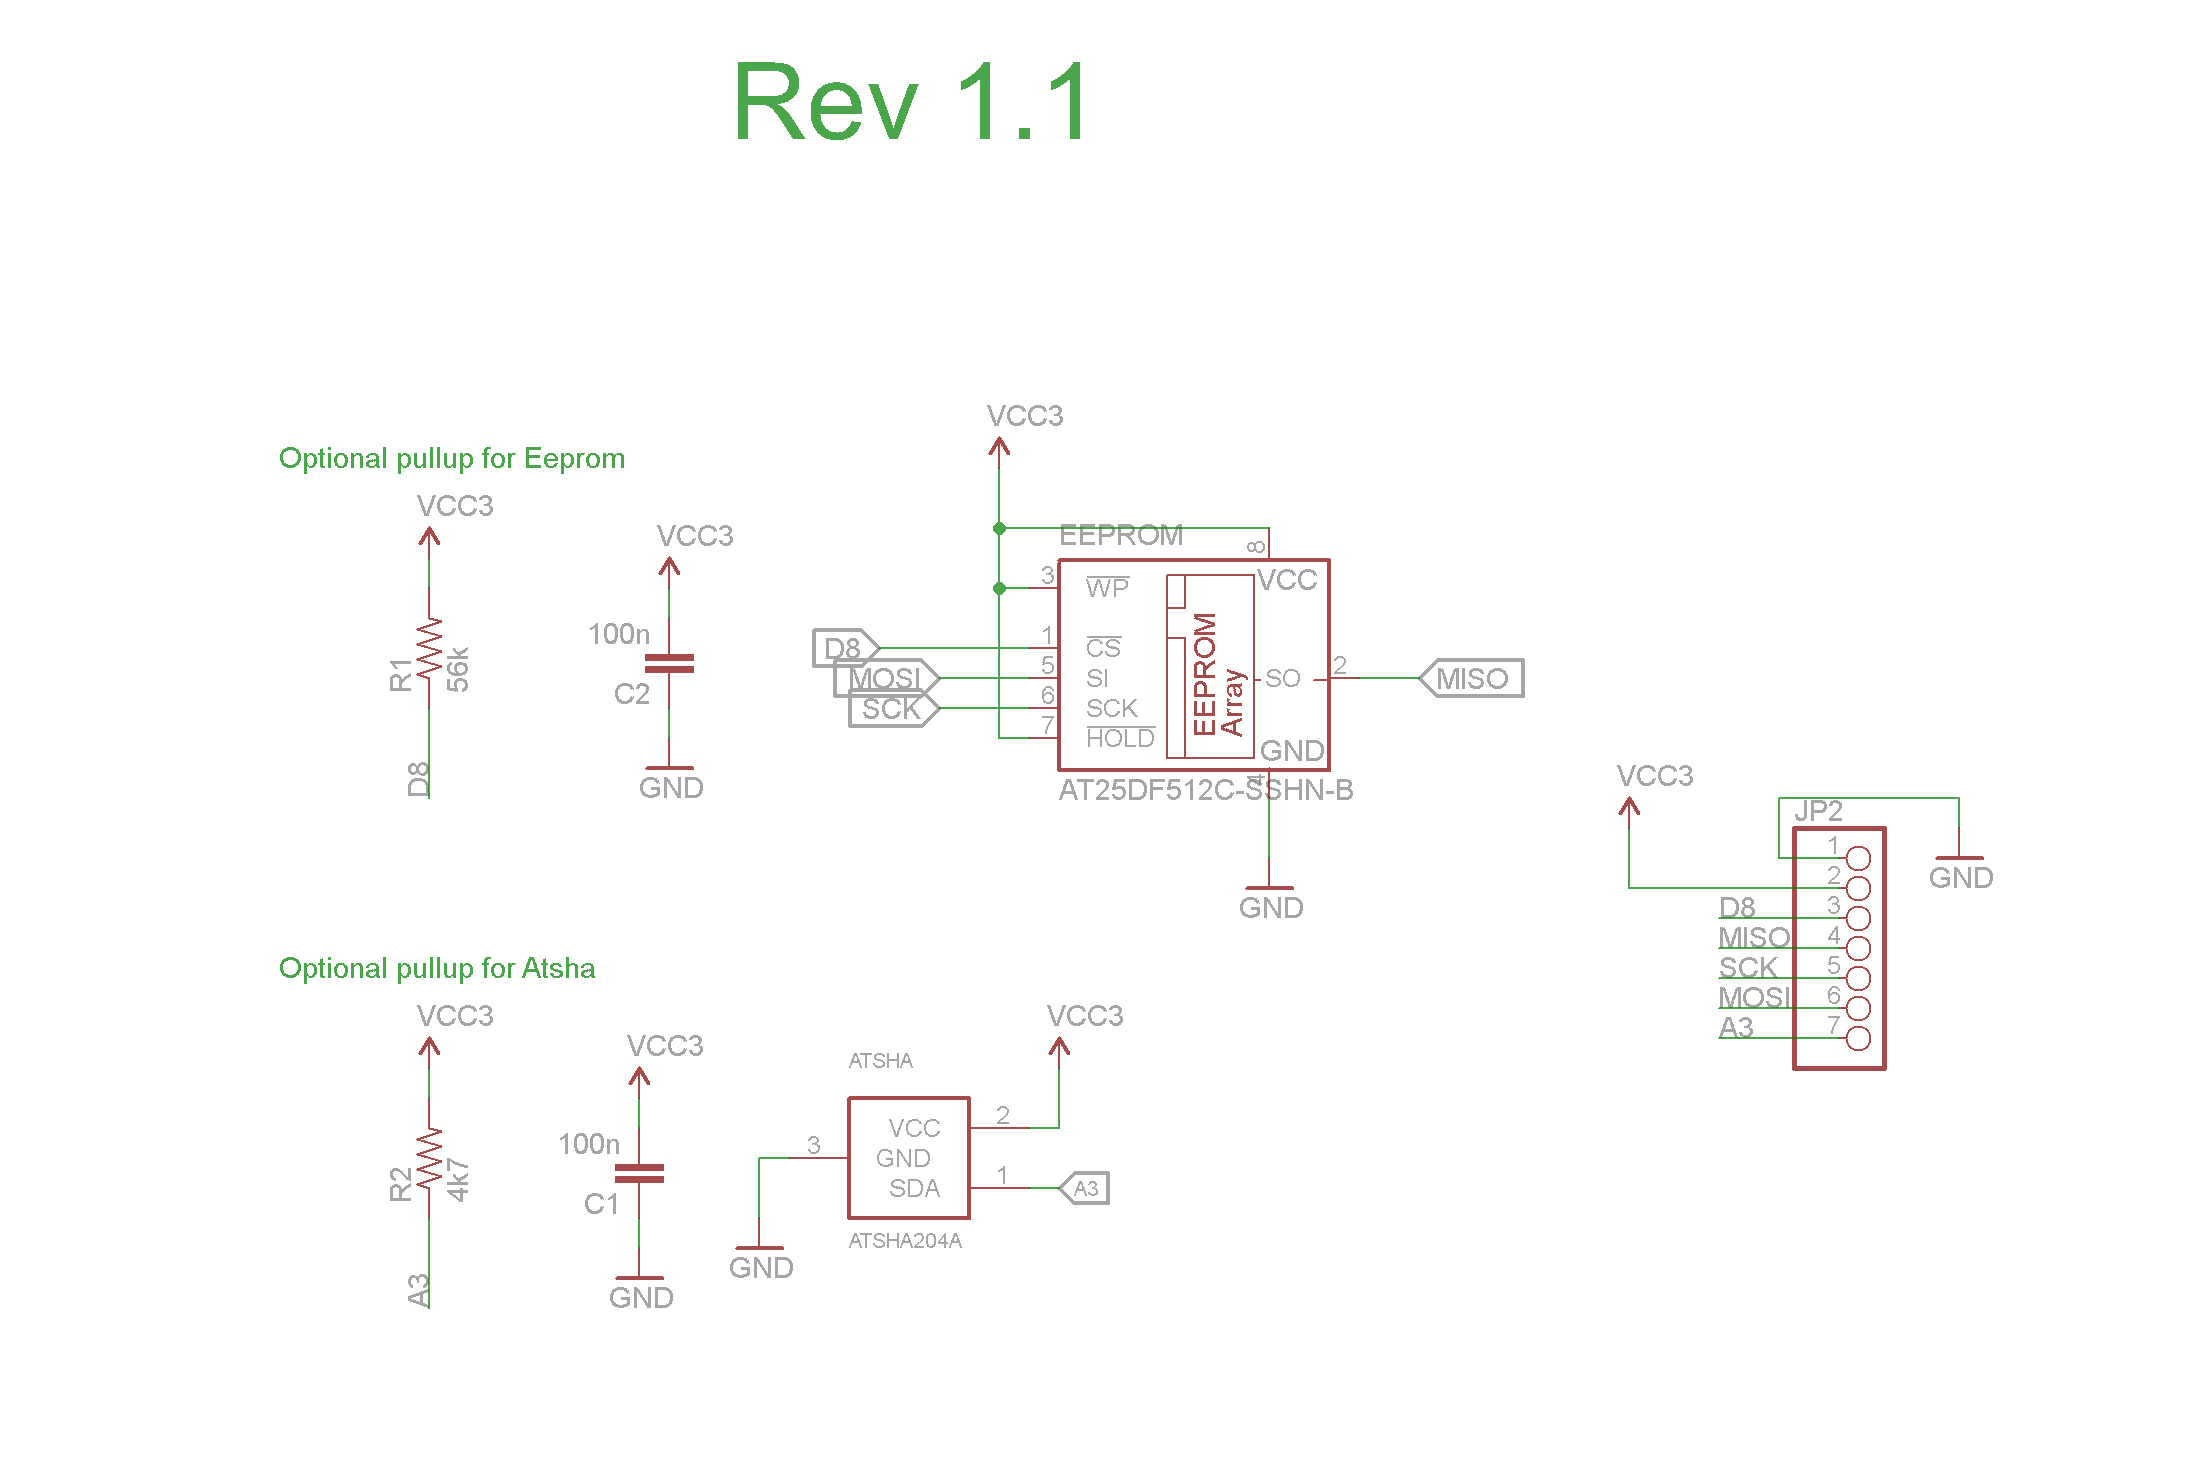 Rev 1.1
Optional pullup for Eeprom
VCC3
R1
56k
D8
VCC3
100n
C2
GND
VCC3
EEPROM
8
VCC
3
WP
D8
1
CS
MOSI
5
SI
SCK
6
SCK
7
HOLD
EEPROM
Array
SO
2
MISO
GND
4
AT25DF512C-SSHN-B
GND
VCC3
JP2
GND
1
2
D8
3
MISO
4
SCK
5
MOSI
6
A3
7
Optional pullup for Atsha
VCC3
R2
4k7
A3
VCC3
100n
C1
GND
ATSHA
VCC3
VCC
2
3
GND
SDA
1
A3
ATSHA204A
GND